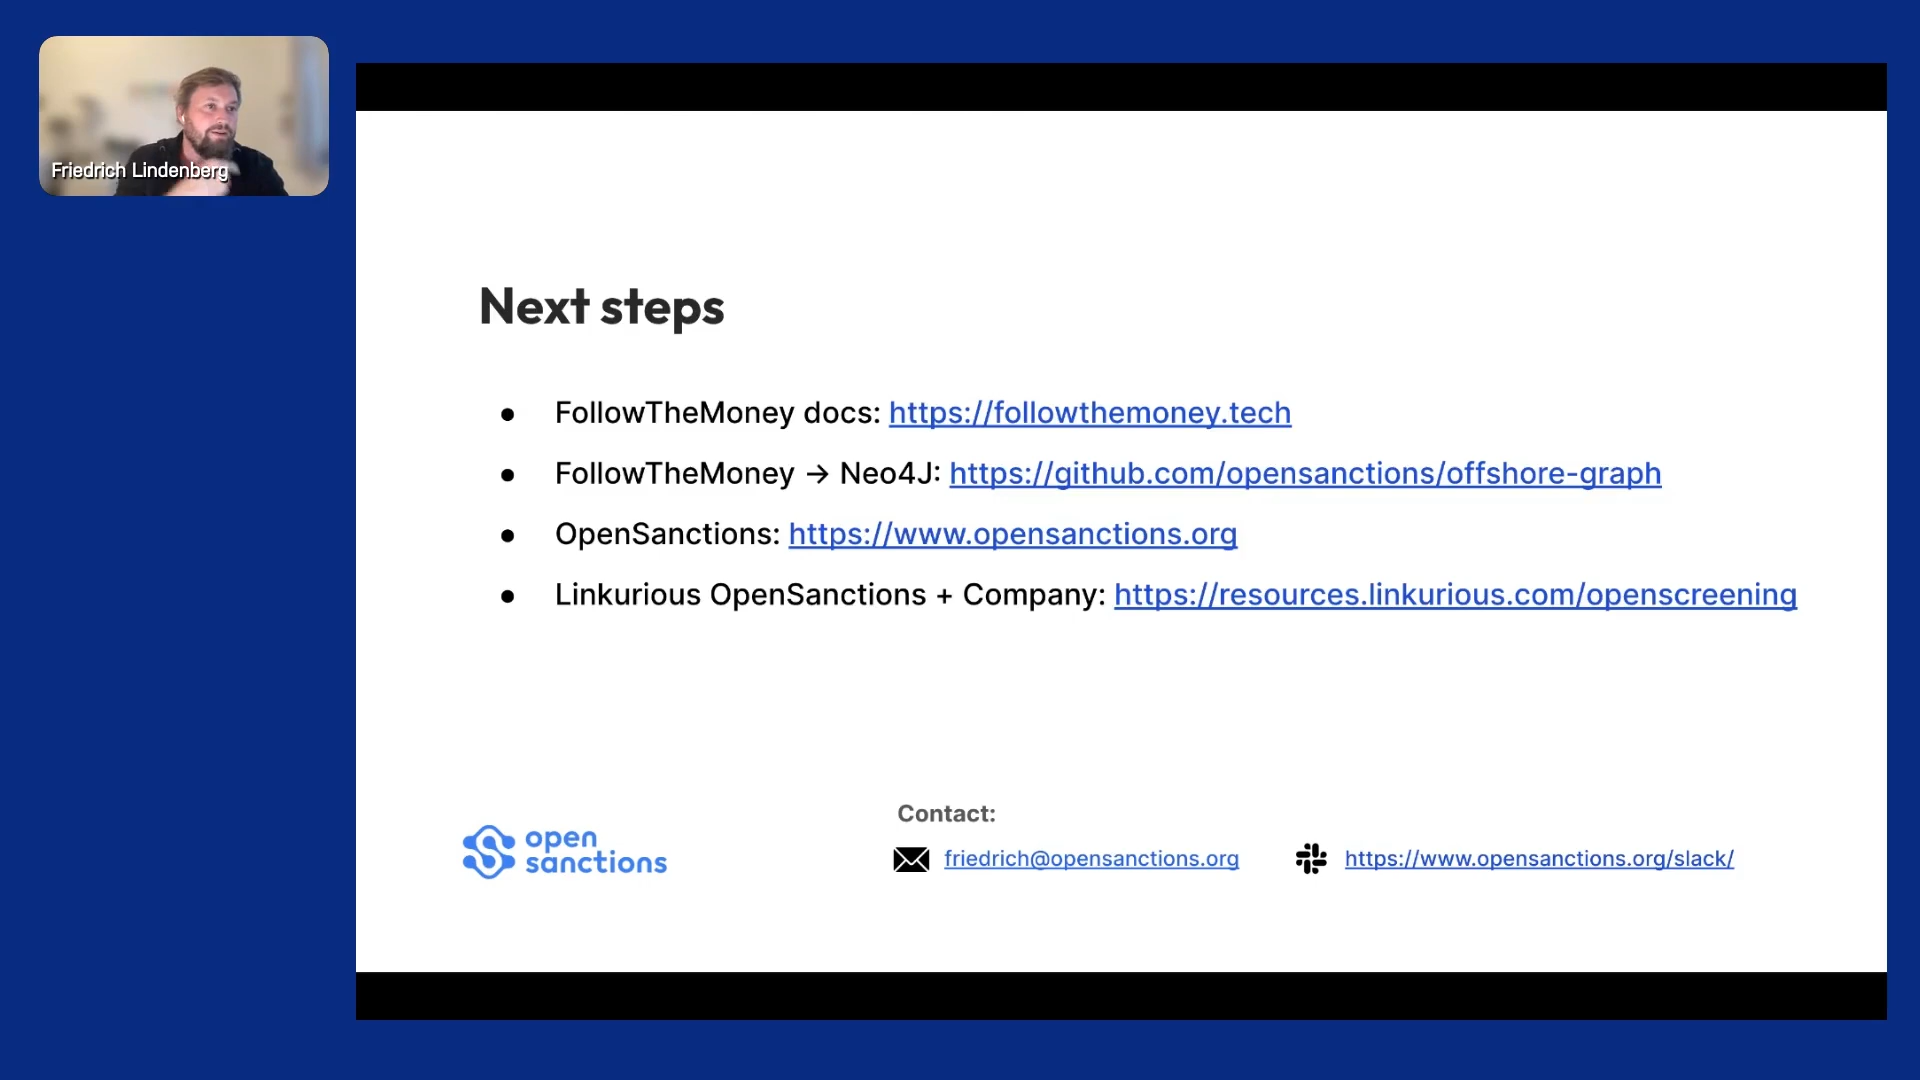 Friedrich Lindenberg
Next steps
● FollowTheMoney docs: https://followthemoney.tech
● FollowTheMoney → Neo4J: https://github.com/opensanctions/offshore-graph
● OpenSanctions: https://www.opensanctions.org
● Linkurious OpenSanctions + Company: https://resources.linkurious.com/openscreening
open
sanctions
Contact:
friedrich@opensanctions.org
https://www.opensanctions.org/slack/